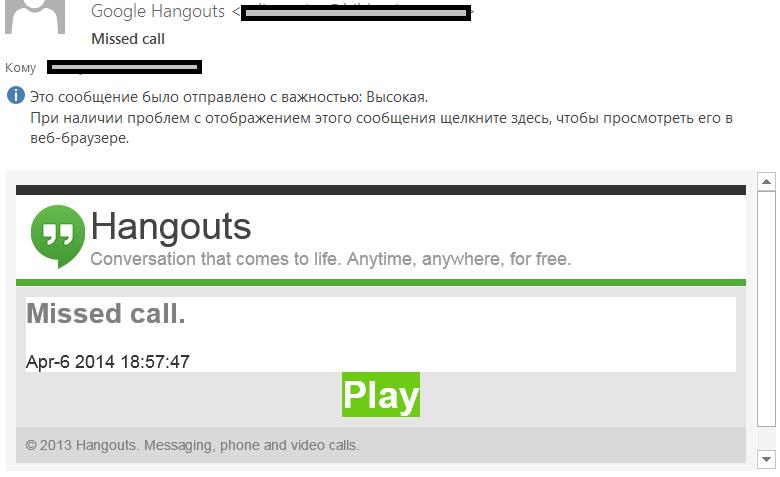 Google Hangouts <
>
Missed call
Кому
Это сообщение было отправлено с важностью: Высокая.
При наличии проблем с отображением этого сообщения щелкните здесь, чтобы просмотреть его в
веб-браузере.
Hangouts
Conversation that comes to life. Anytime, anywhere, for free.
Missed call.
Apr-6 2014 18:57:47
Play
© 2013 Hangouts. Messaging, phone and video calls.